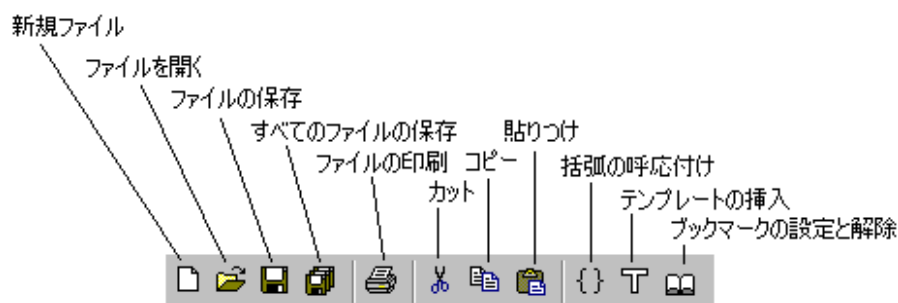 新規ファイル
ファイルを開く
ファイルの保存
すべてのファイルの保存
ファイルの印刷
カット
コピー
貼りつけ
括弧の呼応付け
テンプレートの挿入
ブックマークの設定と解除